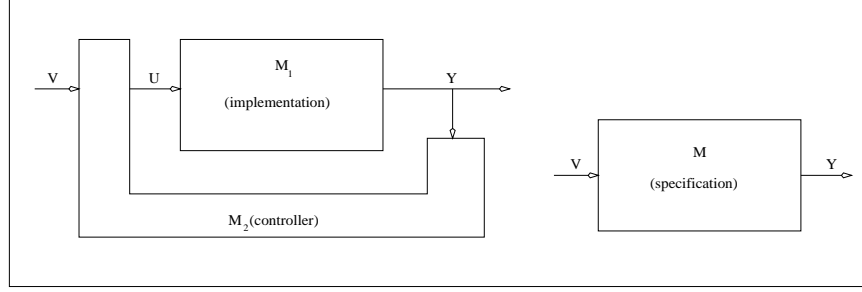 V
U
M1
(implementation)
Y
M2(controller)
V
M
(specification)
Y